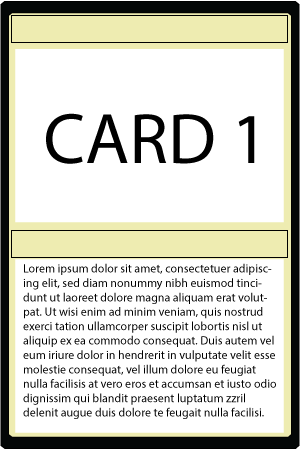 CARD 1
Lorem ipsum dolor sit amet, consectetuer adipisc-
ing elit, sed diam nonummy nibh euismod tinci-
dunt ut laoreet dolore magna aliquam erat volut-
pat. Ut wisi enim ad minim veniam, quis nostrud
exerci tation ullamcorper suscipit lobortis nisl ut
aliquip ex ea commodo consequat. Duis autem vel
eum iriure dolor in hendrerit in vulputate velit esse
molestie consequat, vel illum dolore eu feugiat
nulla facilisis at vero eros et accumsan et iusto odio
dignissim qui blandit praesent luptatum zzril
delenit augue duis dolore te feugait nulla facilisi.